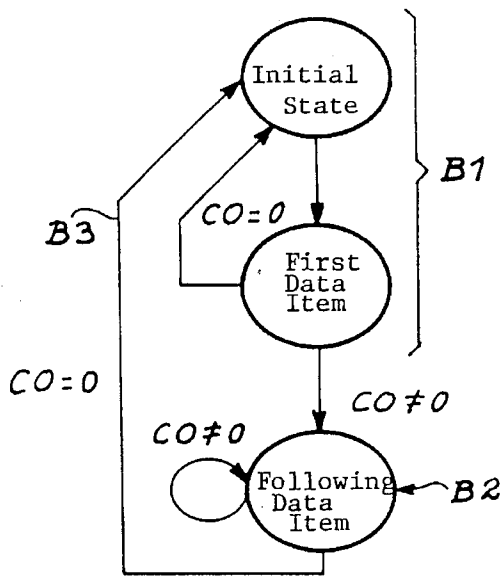 Initial
State
B1
CO=0
B3
First
Data
Item
CO=0
CO≠0
CO≠0
Following
Data
Item
B2